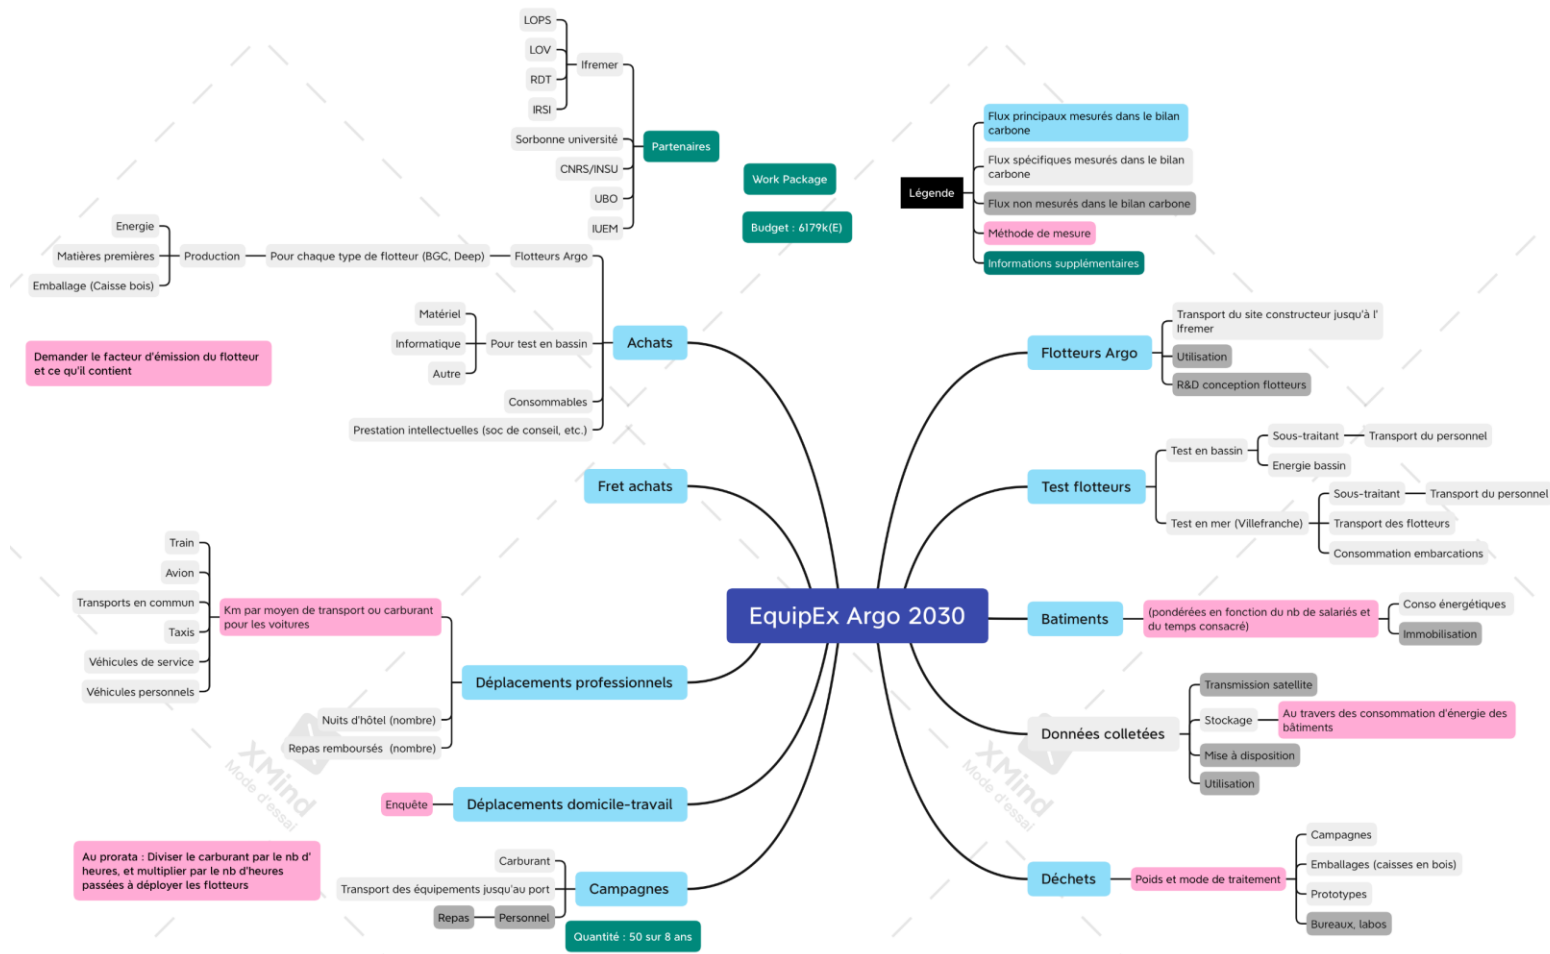 LOPS
LOV
RDT
IRSI
Ifremer
Sorbonne université
CNRS/INSU
UBO
IUEM
Partenaires
Work Package
Budget : 6179k(E)
Légende
Flux principaux mesurés dans le bilan
carbone
Flux spécifiques mesurés dans le bilan
carbone
Flux non mesurés dans le bilan carbone
Méthode de mesure
Informations supplémentaires
Energie
Matières premières
Emballage (Caisse bois)
Production
Pour chaque type de flotteur (BGC, Deep)
Flotteurs Argo
Matériel
Informatique
Autre
Pour test en bassin
Consommables
Prestation intellectuelles (soc de conseil, etc.)
Achats
Demander le facteur d'émission du flotteur
et ce qu'il contient
Fret achats
Train
Avion
Transports en commun
Taxis
Véhicules de service
Véhicules personnels
Km par moyen de transport ou carburant
pour les voitures
Nuits d'hôtel (nombre)
Repas remboursés (nombre)
Déplacements professionnels
Enquête
Déplacements domicile-travail
Au prorata : Diviser le carburant par le nb d'
heures, et multiplier par le nb d'heures
passées à déployer les flotteurs
Carburant
Transport des équipements jusqu'au port
Repas
Personnel
Campagnes
Quantité : 50 sur 8 ans
EquipEx Argo 2030
Flotteurs Argo
Transport du site constructeur jusqu'à l'
Ifremer
Utilisation
R&D conception flotteurs
Test flotteurs
Test en bassin
Sous-traitant
Transport du personnel
Energie bassin
Test en mer (Villefranche)
Sous-traitant
Transport du personnel
Transport des flotteurs
Consommation embarcations
Batiments
(pondérées en fonction du nb de salariés et
du temps consacré)
Conso énergétiques
Immobilisation
Données colletées
Transmission satellite
Stockage
Au travers des consommation d'énergie des
bâtiments
Mise à disposition
Utilisation
Déchets
Poids et mode de traitement
Campagnes
Emballages (caisses en bois)
Prototypes
Bureaux, labos
XMind
Mode d'essai
XMind
Mode d'essai